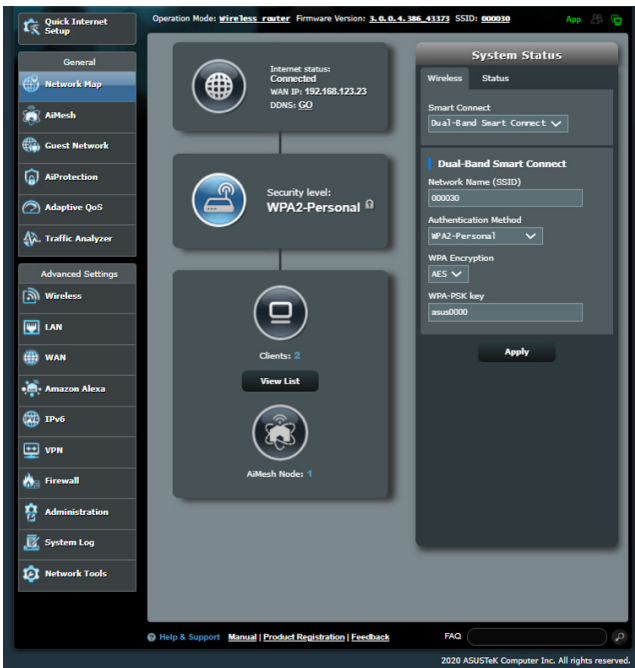 Quick Internet
Setup
Operation Mode: Wireless router Firmware Version: 3.0.0.4.386_43373 SSID: 000030
App
General
Network Map
AiMesh
Guest Network
AiProtection
Adaptive QoS
Traffic Analyzer
Advanced Settings
Wireless
LAN
WAN
Amazon Alexa
IPv6
VPN
Firewall
Administration
System Log
Network Tools
Internet status:
Connected
WAN IP: 192.168.123.23
DDNS: GO
Security level:
WPA2-Personal
Clients: 2
View List
AiMesh Node: 1
System Status
Wireless Status
Smart Connect
Dual-Band Smart Connect
Dual-Band Smart Connect
Network Name (SSID)
000030
Authentication Method
WPA2-Personal
WPA Encryption
AES
WPA-PSK key
asus0000
Apply
Help & Support Manual | Product Registration | Feedback FAQ
2020 ASUSTeK Computer Inc. All rights reserved.